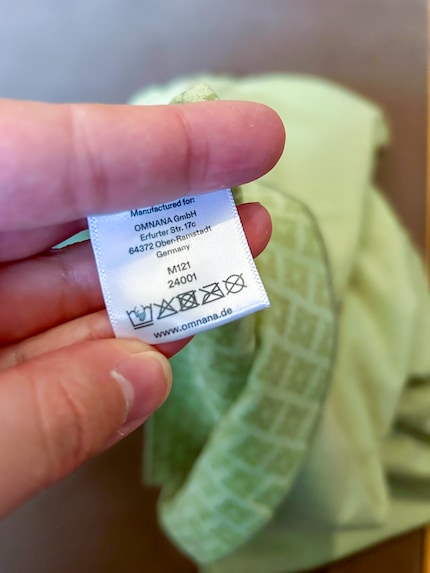 Manufactured for:
OMNANA GmbH
Erfurter Str. 17c
64372 Ober-Ramstadt
Germany
M121
24001
www.omnana.de